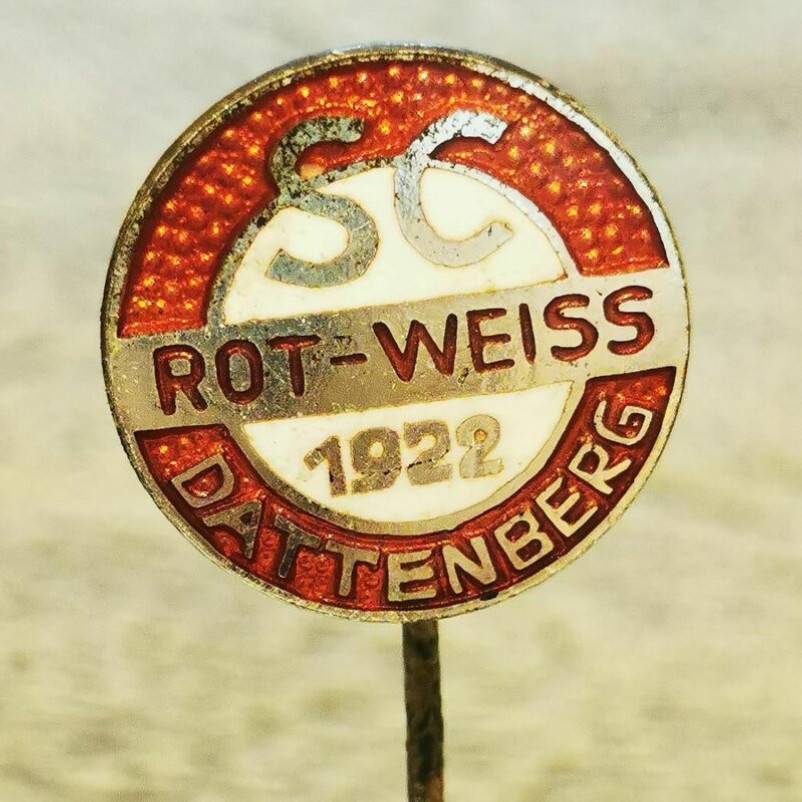 SC
ROT-WEISS
1922
DATTENBERG